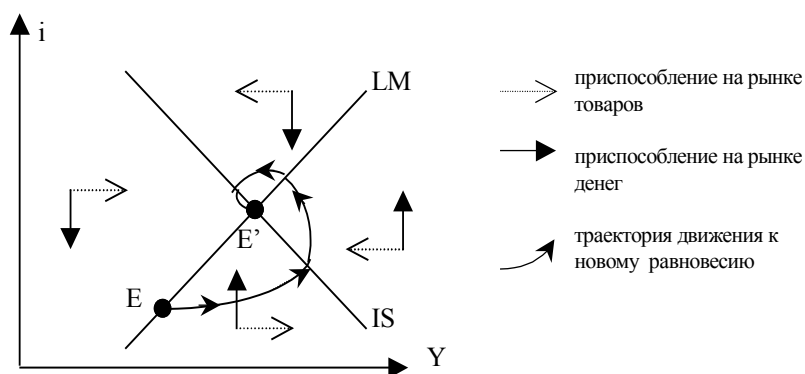 i
LM
E’
E
IS
Y
приспособление на рынке
товаров
приспособление на рынке
денег
траектория движения к
новому равновесию